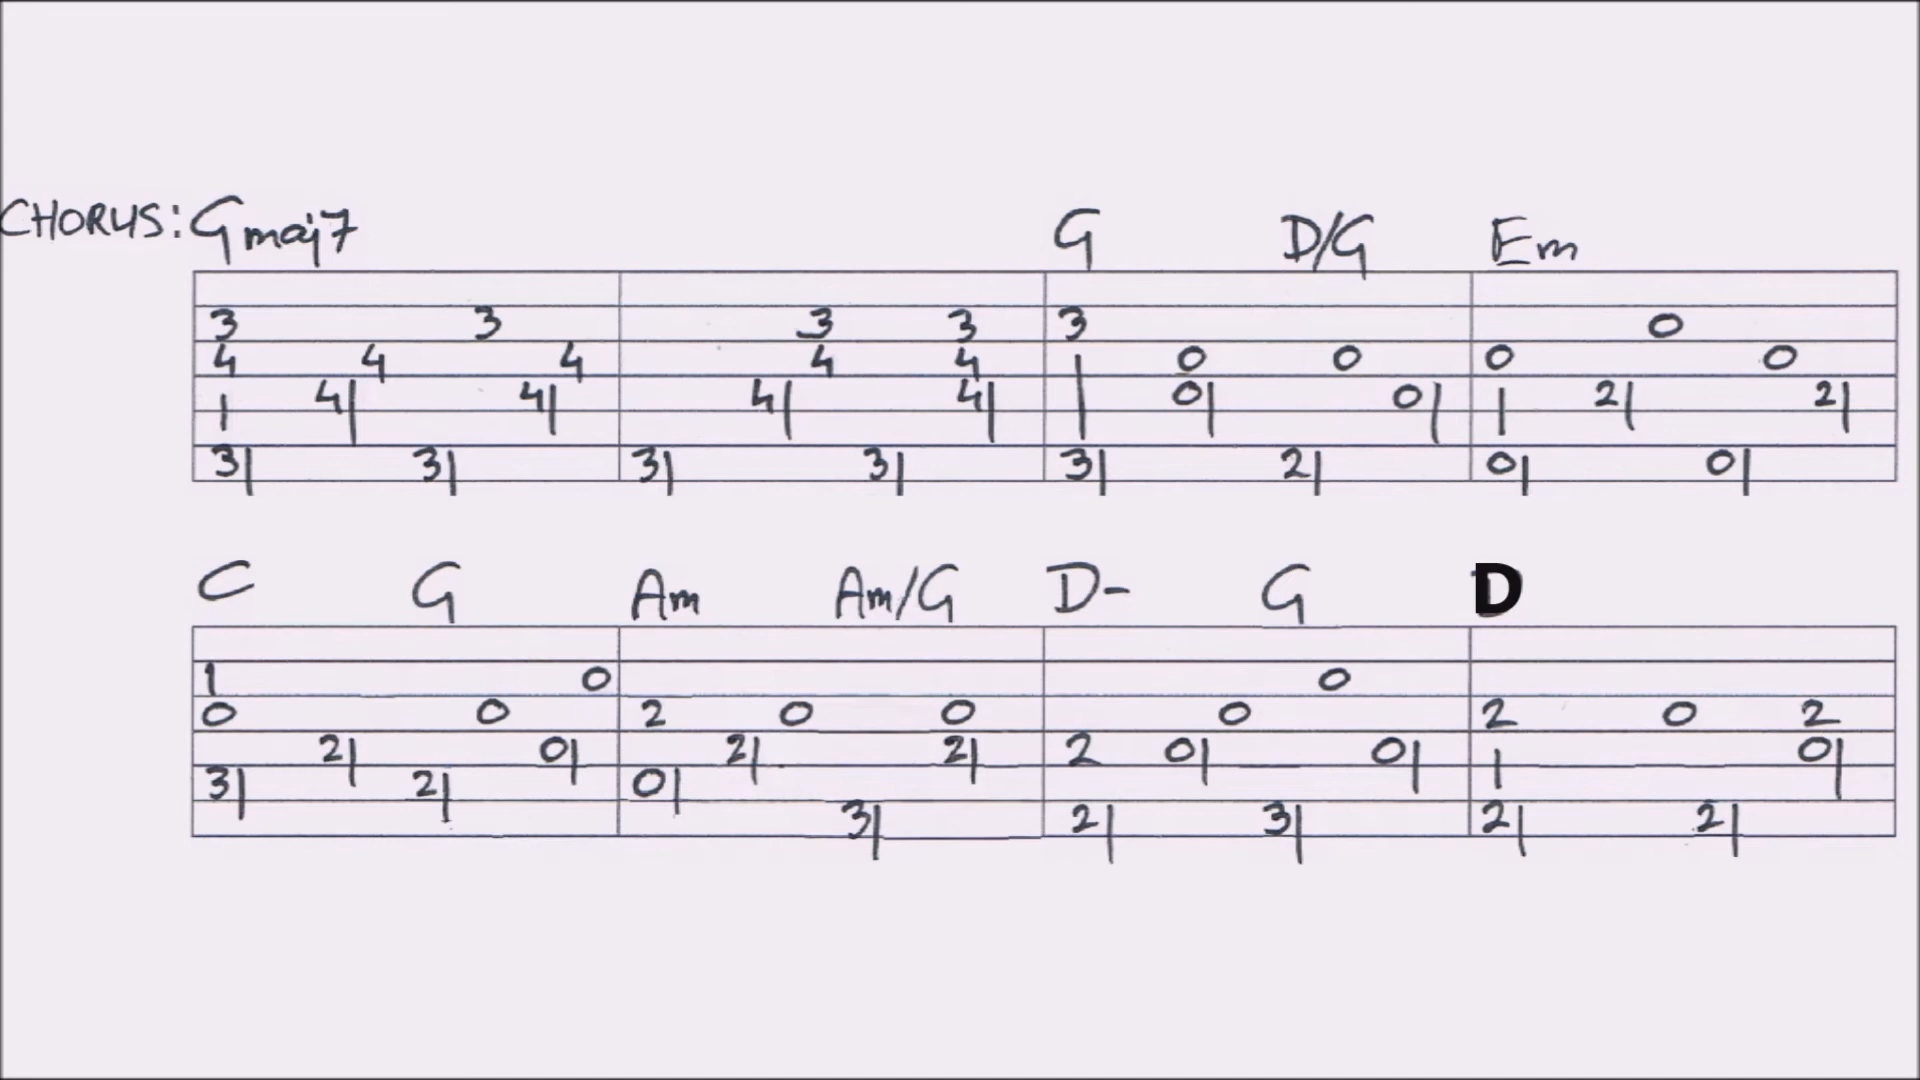 CHORUS: Gmaj7 G D/G Em
3 3 3 3 3 0
4 4 4 4 4 0 0 0 0
4 4 4 4 0 0 2 2
3 3 3 3 3 2 0 0
C G Am Am/G D- G D
1 0 0
0 0 2 0 0 0 2 0 2
2 0 2 2 2 0 0 0
3 2 0
3 2 3 2 2